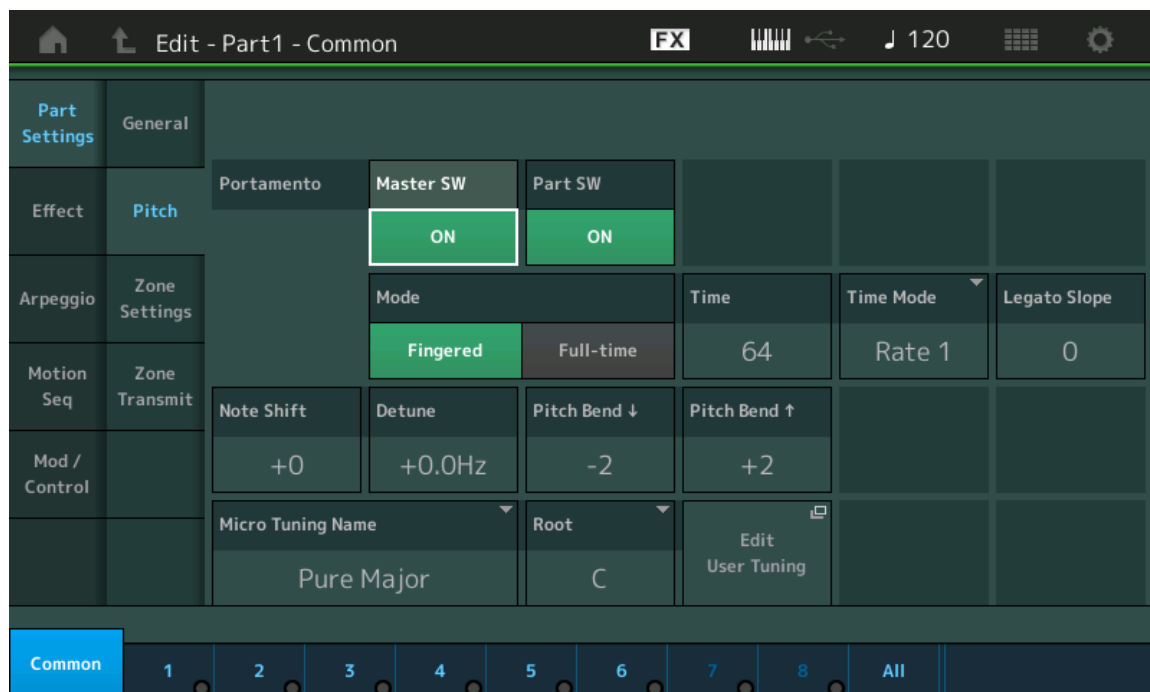 Edit - Part1 - Common
FX
♩ 120
Part
Settings
General
Portamento
Master SW
Part SW
Effect
Pitch
ON
ON
Arpeggio
Zone
Settings
Mode
Time
Time Mode
Legato Slope
Fingered
Full-time
64
Rate 1
0
Motion
Seq
Zone
Transmit
Note Shift
Detune
Pitch Bend ↓
Pitch Bend ↑
Mod /
Control
+0
+0.0Hz
-2
+2
Micro Tuning Name
Root
Edit
User Tuning
Pure Major
C
Common
1
2
3
4
5
6
7
8
All